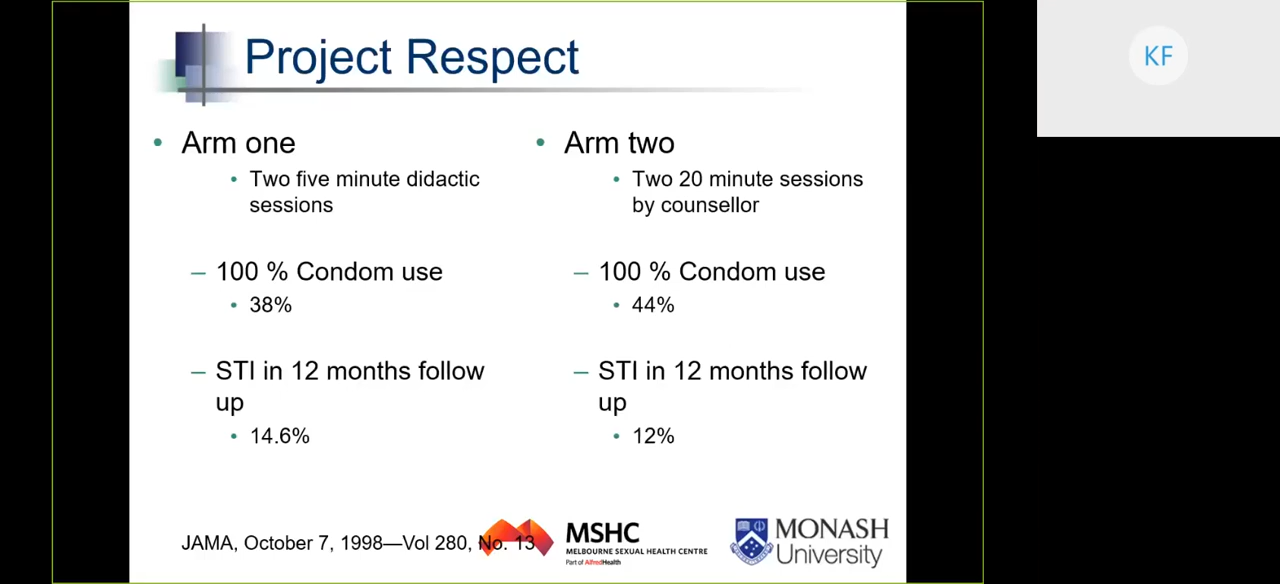 Project Respect
• Arm one
• Two five minute didactic
sessions
– 100 % Condom use
• 38%
– STI in 12 months follow
up
• 14.6%
• Arm two
• Two 20 minute sessions
by counsellor
– 100 % Condom use
• 44%
– STI in 12 months follow
up
• 12%
JAMA, October 7, 1998—Vol 280, No. 13
MSHC
MELBOURNE SEXUAL HEALTH CENTRE
Part of AlfredHealth
MONASH
University
KF